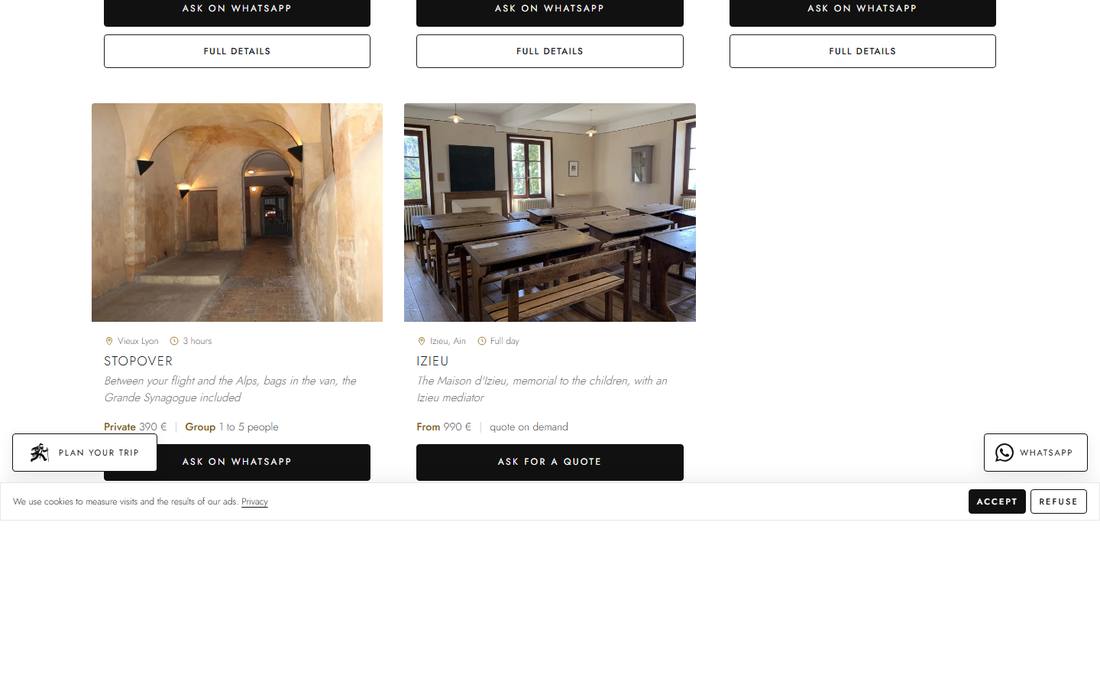 ASK ON WHATSAPP
ASK ON WHATSAPP
ASK ON WHATSAPP
FULL DETAILS
FULL DETAILS
FULL DETAILS
Vieux Lyon 3 hours
STOPOVER
Between your flight and the Alps, bags in the van, the
Grande Synagogue included
Private 390 € | Group 1 to 5 people
ASK ON WHATSAPP
Izieu, Ain Full day
IZIEU
The Maison d'Izieu, memorial to the children, with an
Izieu mediator
From 990 € | quote on demand
ASK FOR A QUOTE
PLAN YOUR TRIP
WHATSAPP
We use cookies to measure visits and the results of our ads. Privacy
ACCEPT
REFUSE